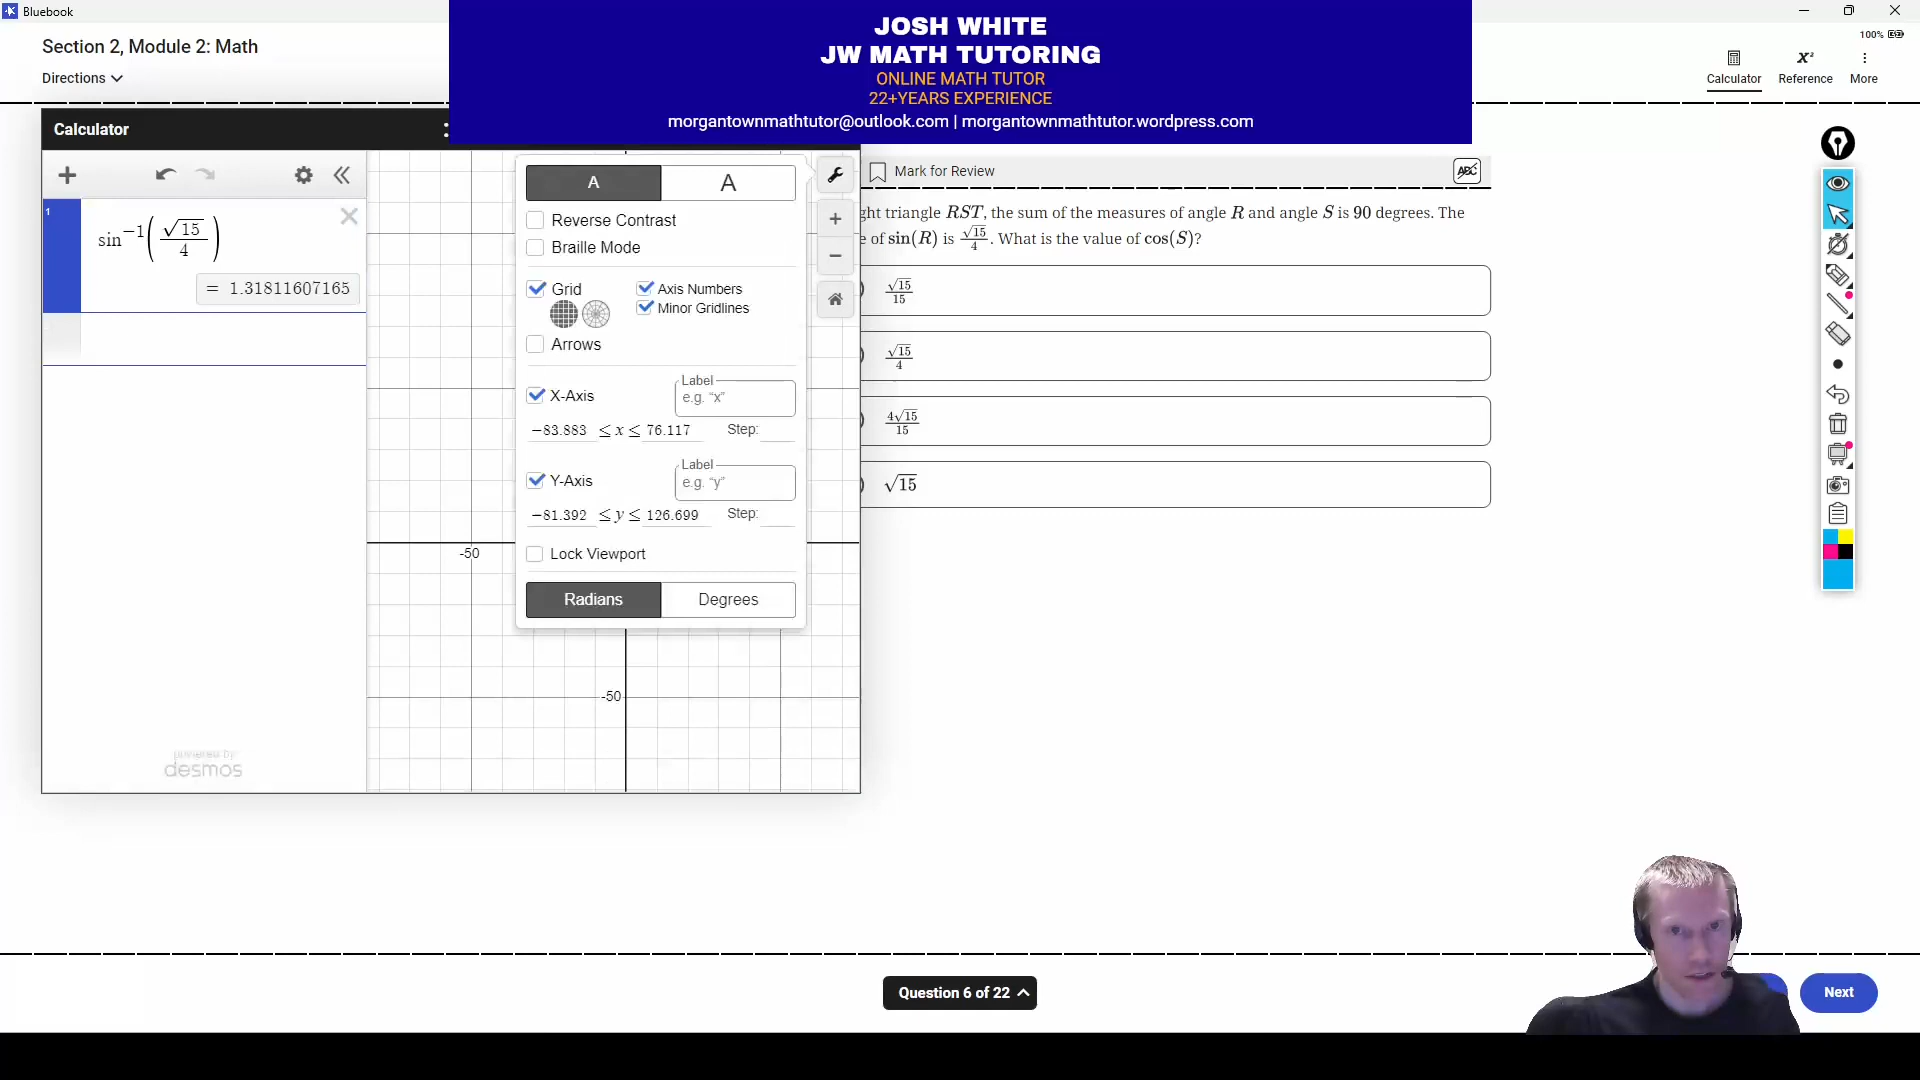 Bluebook
JOSH WHITE
JW MATH TUTORING
ONLINE MATH TUTOR
22+YEARS EXPERIENCE
morgantownmathtutor@outlook.com | morgantownmathtutor.wordpress.com
100%
Section 2, Module 2: Math
Directions
Calculator
Reference
More
Calculator
A A
Reverse Contrast
Braille Mode
Grid
Axis Numbers
Minor Gridlines
Arrows
X-Axis
Label
e.g. “x”
−83.883 ≤ x ≤ 76.117
Step:
Y-Axis
Label
e.g. “y”
−81.392 ≤ y ≤ 126.699
Step:
Lock Viewport
Radians Degrees
1
sin⁻¹(√15/4)
= 1.31811607165
powered by
desmos
-50
-50
Mark for Review
ABC
ght triangle RST, the sum of the measures of angle R and angle S is 90 degrees. The
e of sin(R) is √15/4. What is the value of cos(S)?
√15/15
√15/4
4√15/15
√15
Question 6 of 22
Next